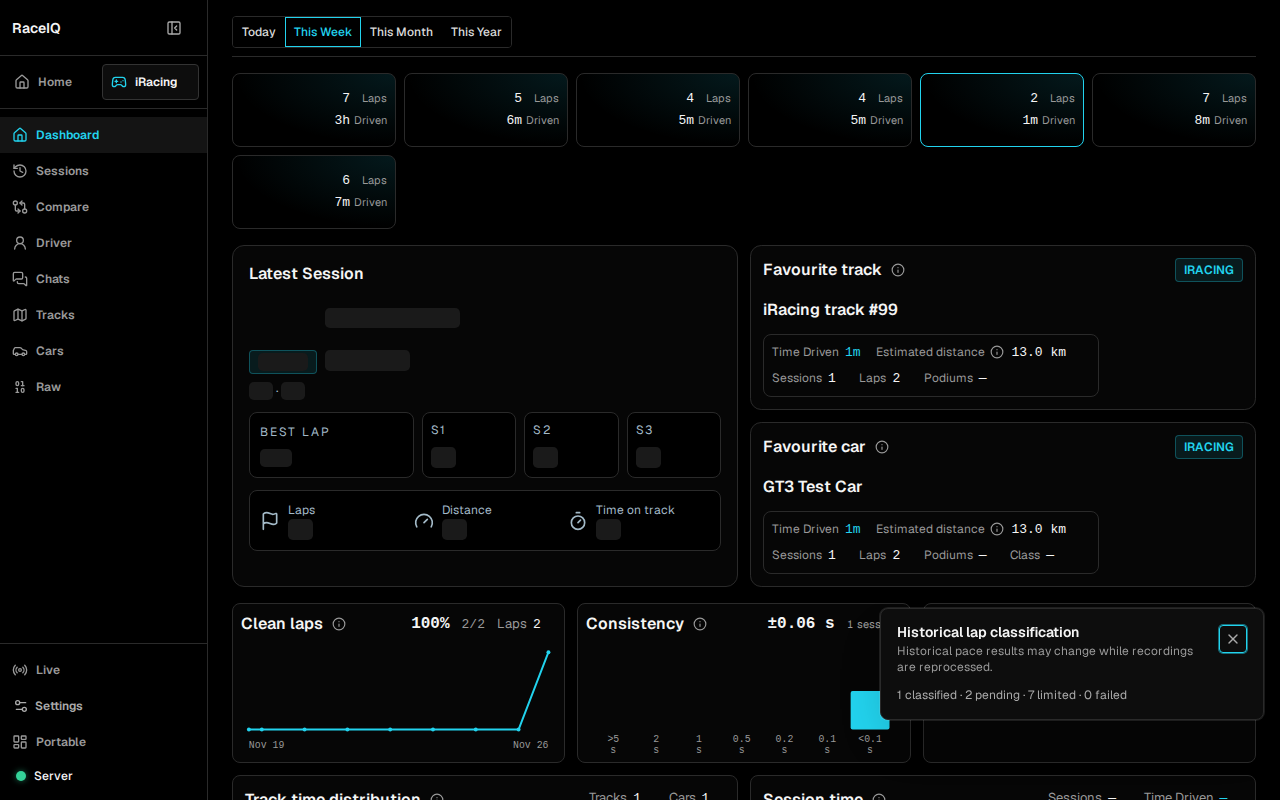 RaceIQ
Home
iRacing
Dashboard
Sessions
Compare
Driver
Chats
Tracks
Cars
Raw
Live
Settings
Portable
Server
Today This Week This Month This Year
7 Laps
3h Driven
5 Laps
6m Driven
4 Laps
5m Driven
4 Laps
5m Driven
2 Laps
1m Driven
7 Laps
8m Driven
6 Laps
7m Driven
Latest Session
·
BEST LAP
S1
S2
S3
Laps
Distance
Time on track
Favourite track
IRACING
iRacing track #99
Time Driven 1m Estimated distance 13.0 km
Sessions 1 Laps 2 Podiums —
Favourite car
IRACING
GT3 Test Car
Time Driven 1m Estimated distance 13.0 km
Sessions 1 Laps 2 Podiums — Class —
Clean laps 100% 2/2 Laps 2
Nov 19 Nov 26
Consistency ±0.06 s 1 sess
>5 s
2 s
1 s
0.5 s
0.2 s
0.1 s
<0.1 s
Historical lap classification
Historical pace results may change while recordings
are reprocessed.
1 classified · 2 pending · 7 limited · 0 failed
Track time distribution Tracks 1 Cars 1
Session time Sessions — Time Driven —